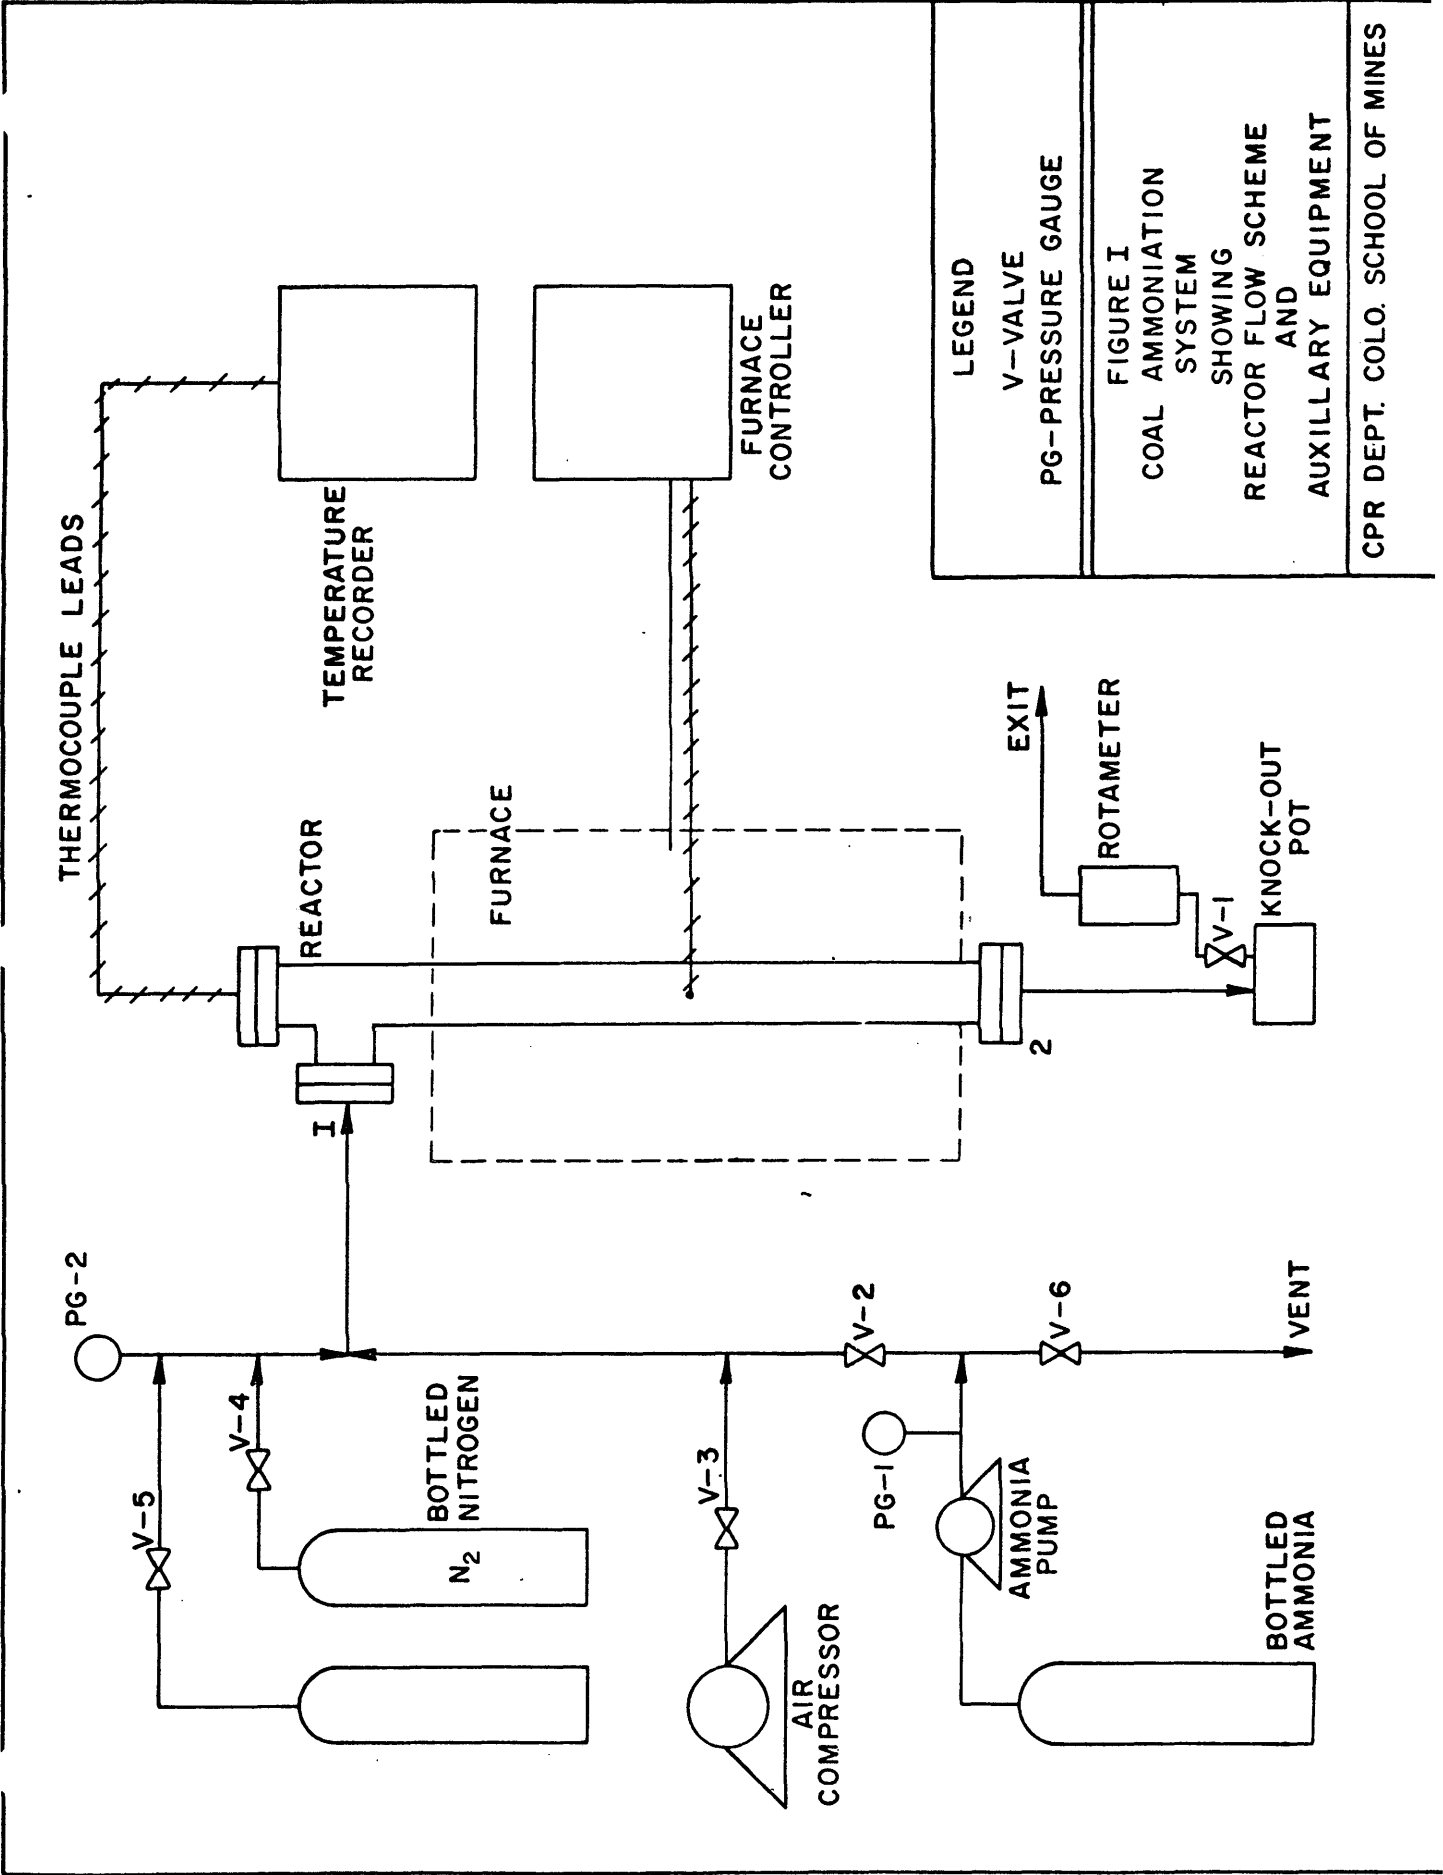 THERMOCOUPLE LEADS
PG-2
V-5
V-4
BOTTLED
NITROGEN
N2
I
REACTOR
FURNACE
TEMPERATURE
RECORDER
FURNACE
CONTROLLER
V-3
AIR
COMPRESSOR
PG-1
AMMONIA
PUMP
BOTTLED
AMMONIA
V-2
V-6
VENT
2
EXIT
ROTAMETER
V-1
KNOCK-OUT
POT
LEGEND
V-VALVE
PG-PRESSURE GAUGE
FIGURE I
COAL AMMONIATION
SYSTEM
SHOWING
REACTOR FLOW SCHEME
AND
AUXILLARY EQUIPMENT
CPR DEPT. COLO. SCHOOL OF MINES